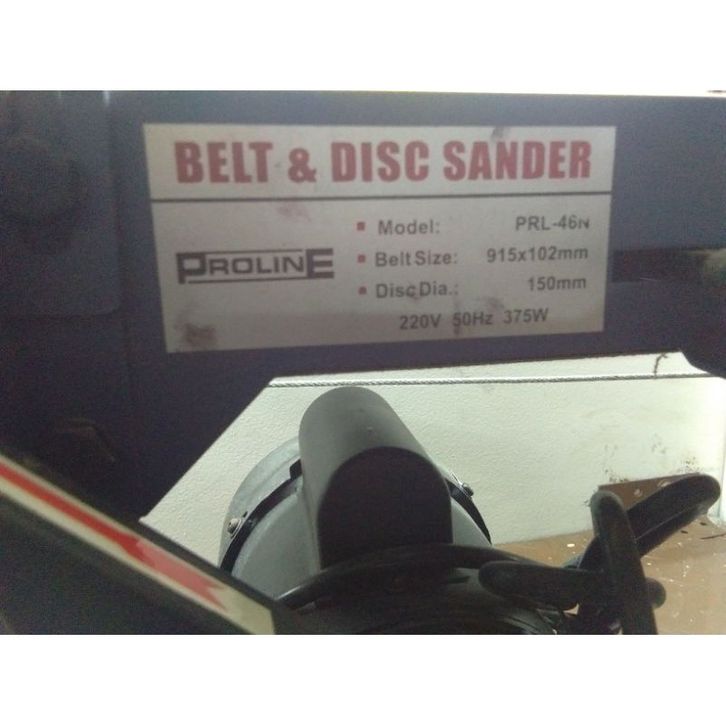 BELT & DISC SANDER
PROLINE
Model: PRL-46N
Belt Size: 915x102mm
Disc Dia.: 150mm
220V 50Hz 375W